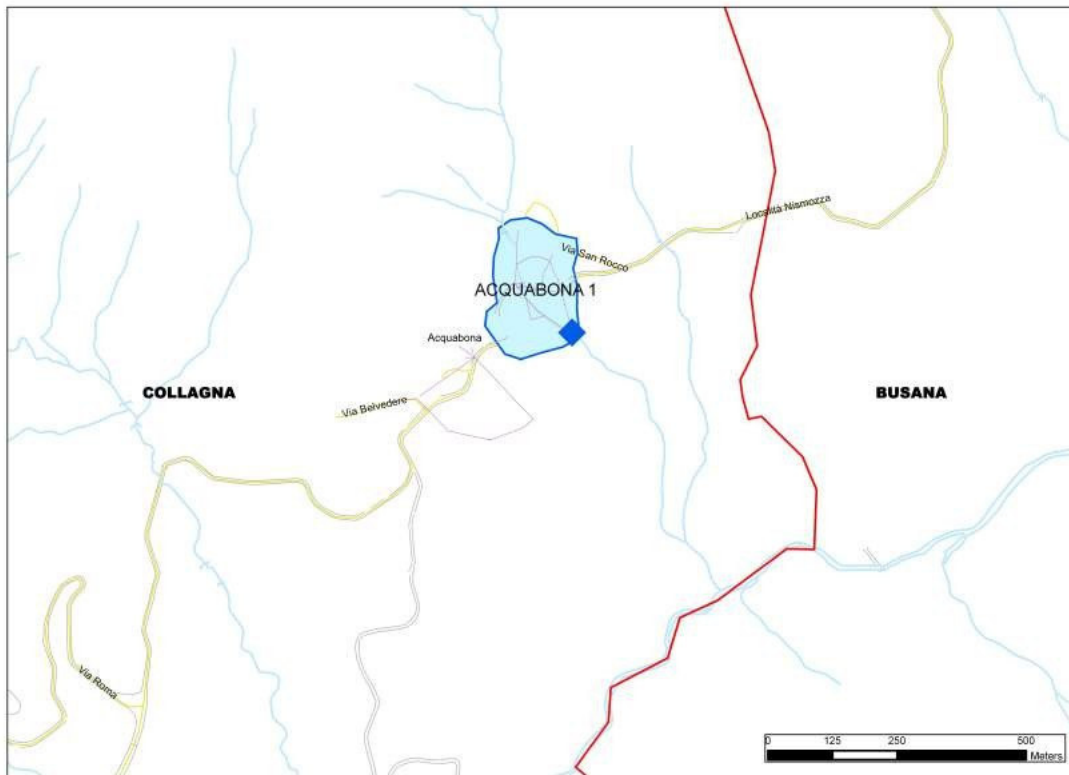 Località Nismozza
Via San Rocco
ACQUABONA 1
Acquabona
COLLAGNA
BUSANA
Via Belvedere
Via Roma
0 125 250 500
Meters